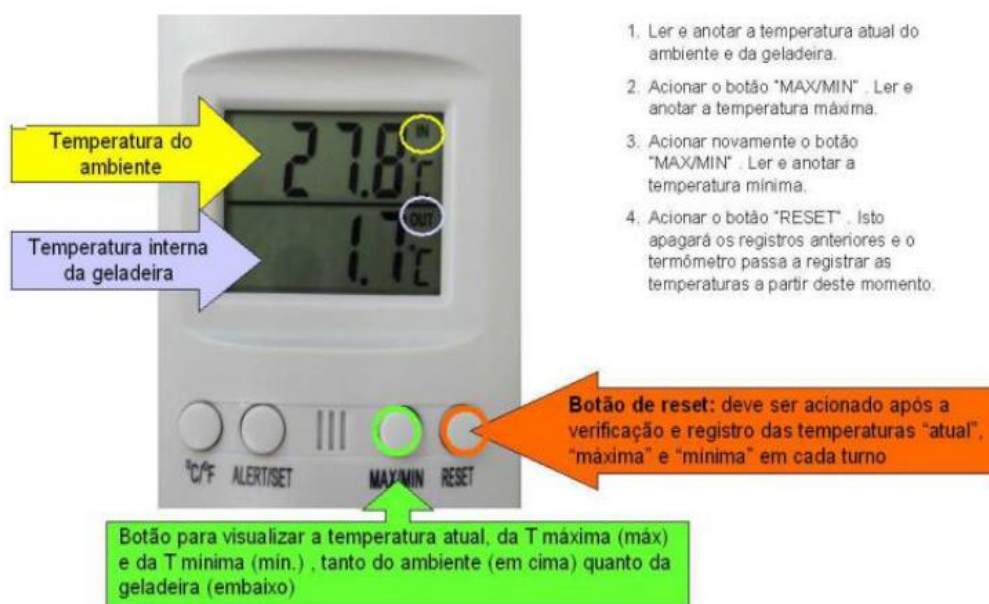 Temperatura do
ambiente
Temperatura interna
da geladeira
27.8
IN
°C
OUT
1.7
°C
1. Ler e anotar a temperatura atual do
ambiente e da geladeira.
2. Acionar o botão "MAX/MIN" . Ler e
anotar a temperatura máxima.
3. Acionar novamente o botão
"MAX/MIN" . Ler e anotar a
temperatura mínima.
4. Acionar o botão "RESET" . Isto
apagará os registros anteriores e o
termômetro passa a registrar as
temperaturas a partir deste momento.
°C/°F
ALERT/SET
MAX/MIN
RESET
Botão de reset: deve ser acionado após a
verificação e registro das temperaturas "atual",
"máxima" e "mínima" em cada turno
Botão para visualizar a temperatura atual, da T máxima (máx)
e da T mínima (mín.) , tanto do ambiente (em cima) quanto da
geladeira (embaixo)